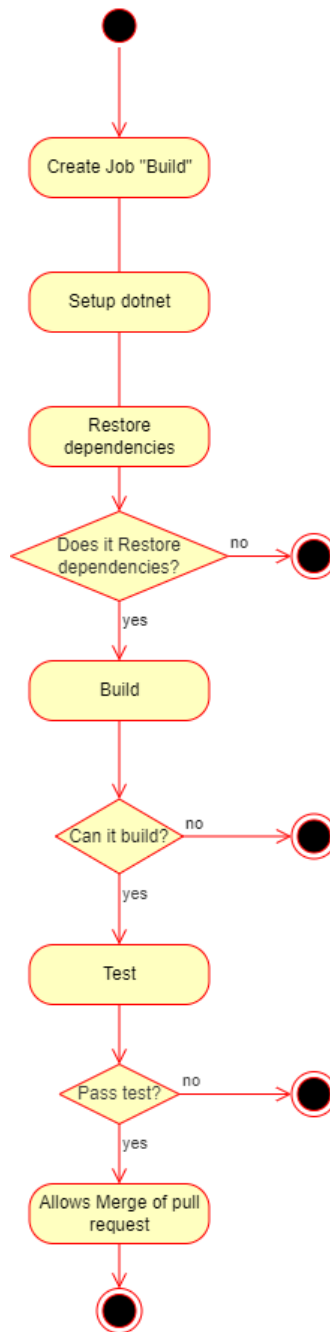 Create Job "Build"
Setup dotnet
Restore
dependencies
Does it Restore
dependencies?
no
yes
Build
Can it build?
no
yes
Test
Pass test?
no
yes
Allows Merge of pull
request